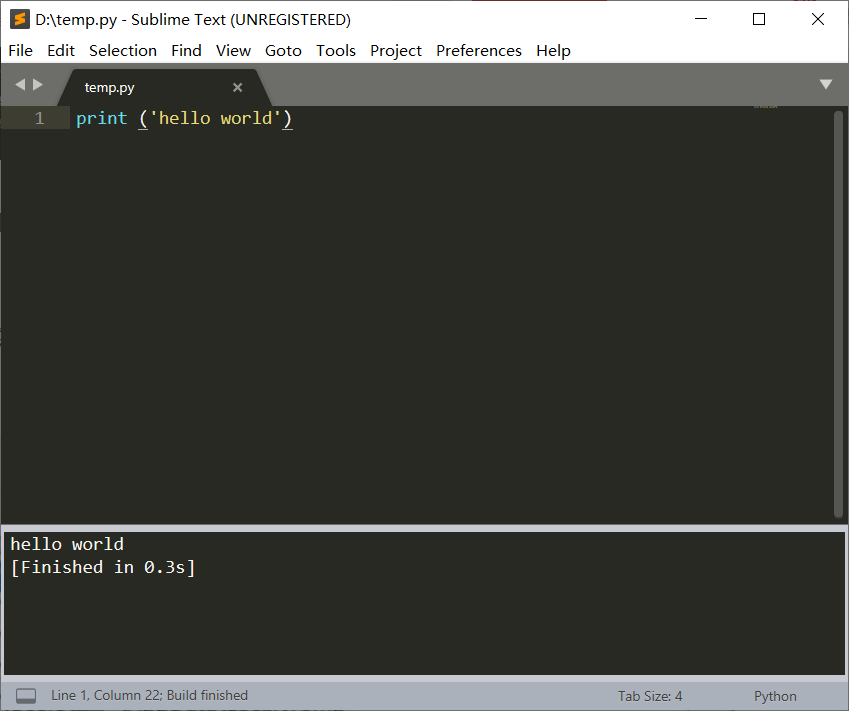 D:\temp.py - Sublime Text (UNREGISTERED)
File Edit Selection Find View Goto Tools Project Preferences Help
temp.py
1 print ('hello world')
hello world
[Finished in 0.3s]
Line 1, Column 22; Build finished Tab Size: 4 Python